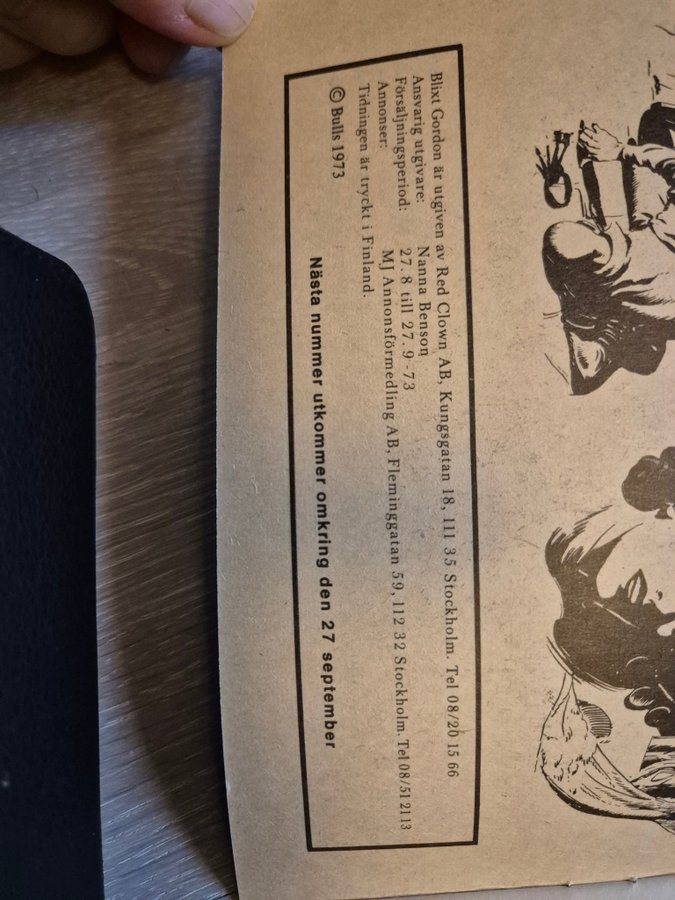 Blixt Gordon är utgiven av Red Clown AB, Kungsgatan 18, 111 35 Stockholm. Tel 08/20 15 66
Ansvarig utgivare: Nanna Benson
Försäljningsperiod: 27.8 till 27.9-73
Annonser: MJ Annonsförmedling AB, Fleminggatan 59, 112 32 Stockholm. Tel 08/51 21 13
Tidningen är tryckt i Finland.
© Bulls 1973
Nästa nummer utkommer omkring den 27 september